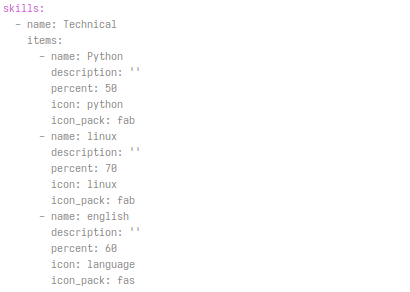 skills:
  - name: Technical
    items:
      - name: Python
        description: ''
        percent: 50
        icon: python
        icon_pack: fab
      - name: linux
        description: ''
        percent: 70
        icon: linux
        icon_pack: fab
      - name: english
        description: ''
        percent: 60
        icon: language
        icon_pack: fas